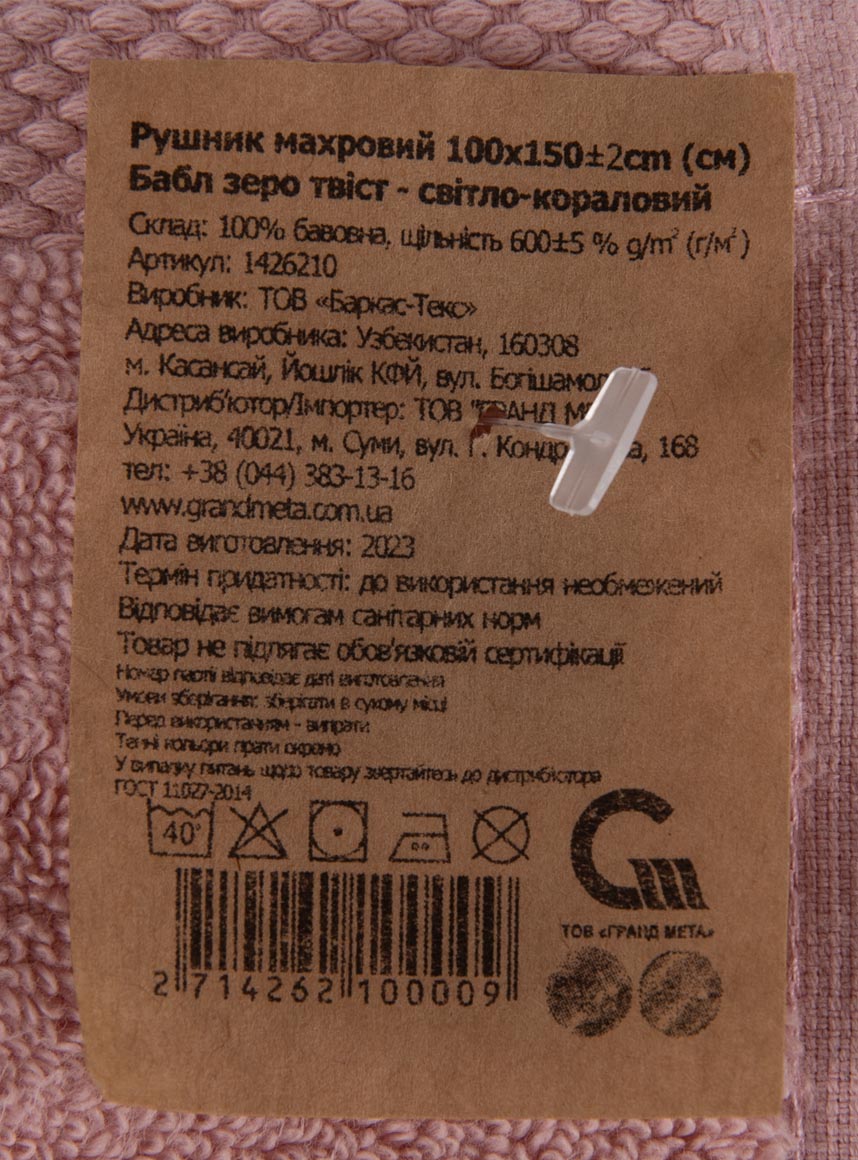 Рушник махровий 100х150±2cm (см)
Бабл зеро твіст - світло-кораловий
Склад: 100% бавовна, щільність 600±5 % g/m² (г/м²)
Артикул: 1426210
Виробник: ТОВ «Баркас-Текс»
Адреса виробника: Узбекистан, 160308
м. Касансай, Йошлік КФЙ, вул.
Дистриб'ютор/Імпортер: ТОВ "ГРАНД
Україна, 40021, м. Суми, вул. Г. 168
тел: +38 (044) 383-13-16
www.grandmeta.com.ua
Дата виготовлення: 2023
Термін придатності: до використання необмежений
Відповідає вимогам санітарних норм
Товар не підлягає обов'язковій сертифікації
Номер партії відповідає даті виготовлення
Умови зберігання: зберігати в сухому місці
Перед використанням - випрати
Темні кольори прати окремо
У випадку питань щодо товару звертайтесь до дистриб'ютора
ГОСТ 11027-2014
40°
ТОВ «ГРАНД МЕТА»
2 714262 100009